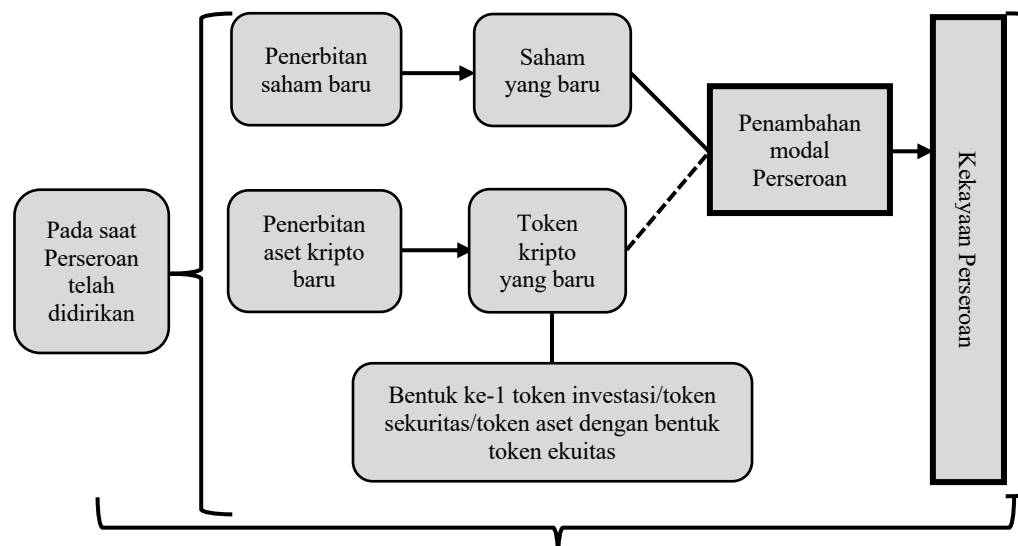 Pada saat
Perseroan
telah
didirikan
Penerbitan
saham baru
Saham
yang baru
Penerbitan
aset kripto
baru
Token
kripto
yang baru
Bentuk ke-1 token investasi/token
sekuritas/token aset dengan bentuk
token ekuitas
Penambahan
modal
Perseroan
Kekayaan Perseroan